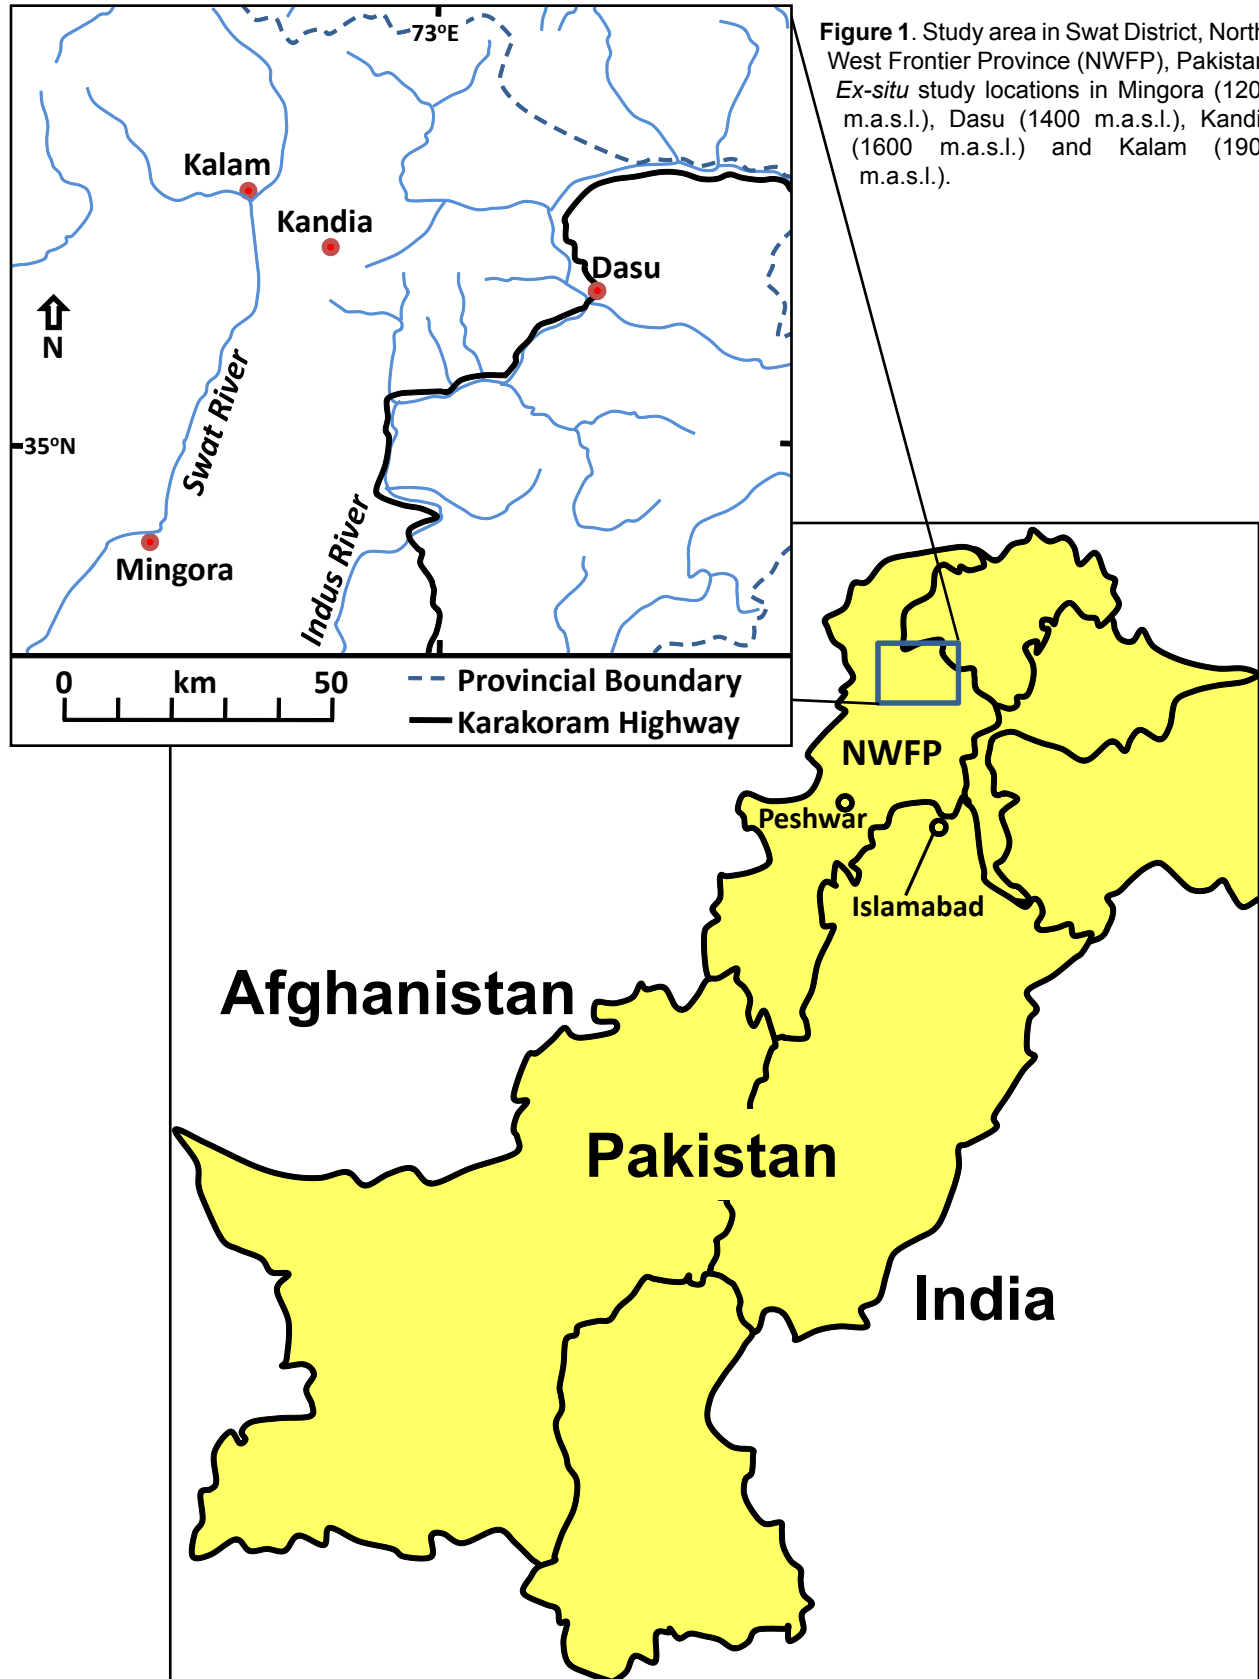 73°E
Kalam
Kandia
Dasu
N
Swat River
35°N
Indus River
Mingora
0 km 50
Provincial Boundary
Karakoram Highway
Figure 1. Study area in Swat District, North
West Frontier Province (NWFP), Pakistan
Ex-situ study locations in Mingora (120
m.a.s.l.), Dasu (1400 m.a.s.l.), Kandi
(1600 m.a.s.l.) and Kalam (190
m.a.s.l.).
NWFP
Peshwar
Islamabad
Afghanistan
Pakistan
India